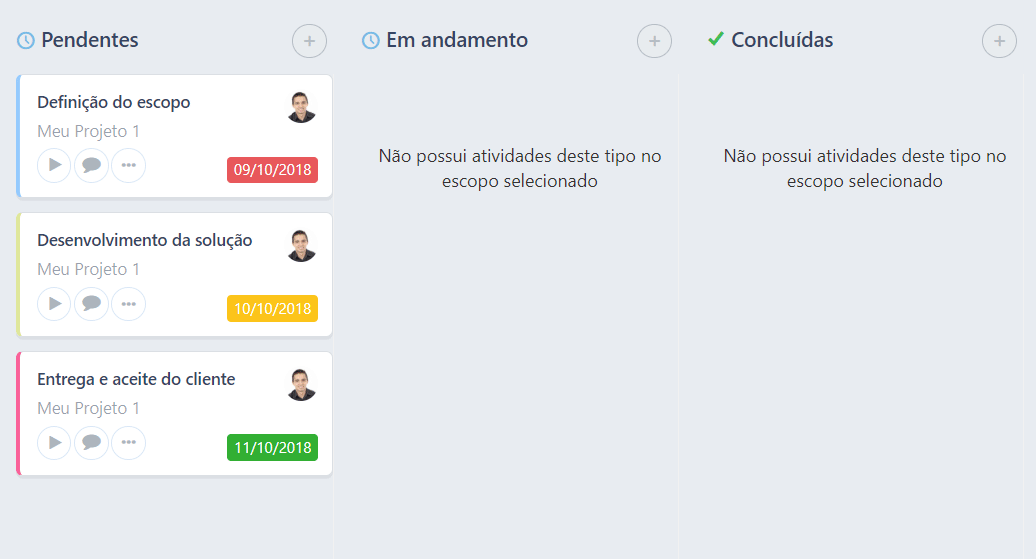 Pendentes
Definição do escopo
Meu Projeto 1
09/10/2018
Desenvolvimento da solução
Meu Projeto 1
10/10/2018
Entrega e aceite do cliente
Meu Projeto 1
11/10/2018
Em andamento
Não possui atividades deste tipo no
escopo selecionado
Concluídas
Não possui atividades deste tipo no
escopo selecionado